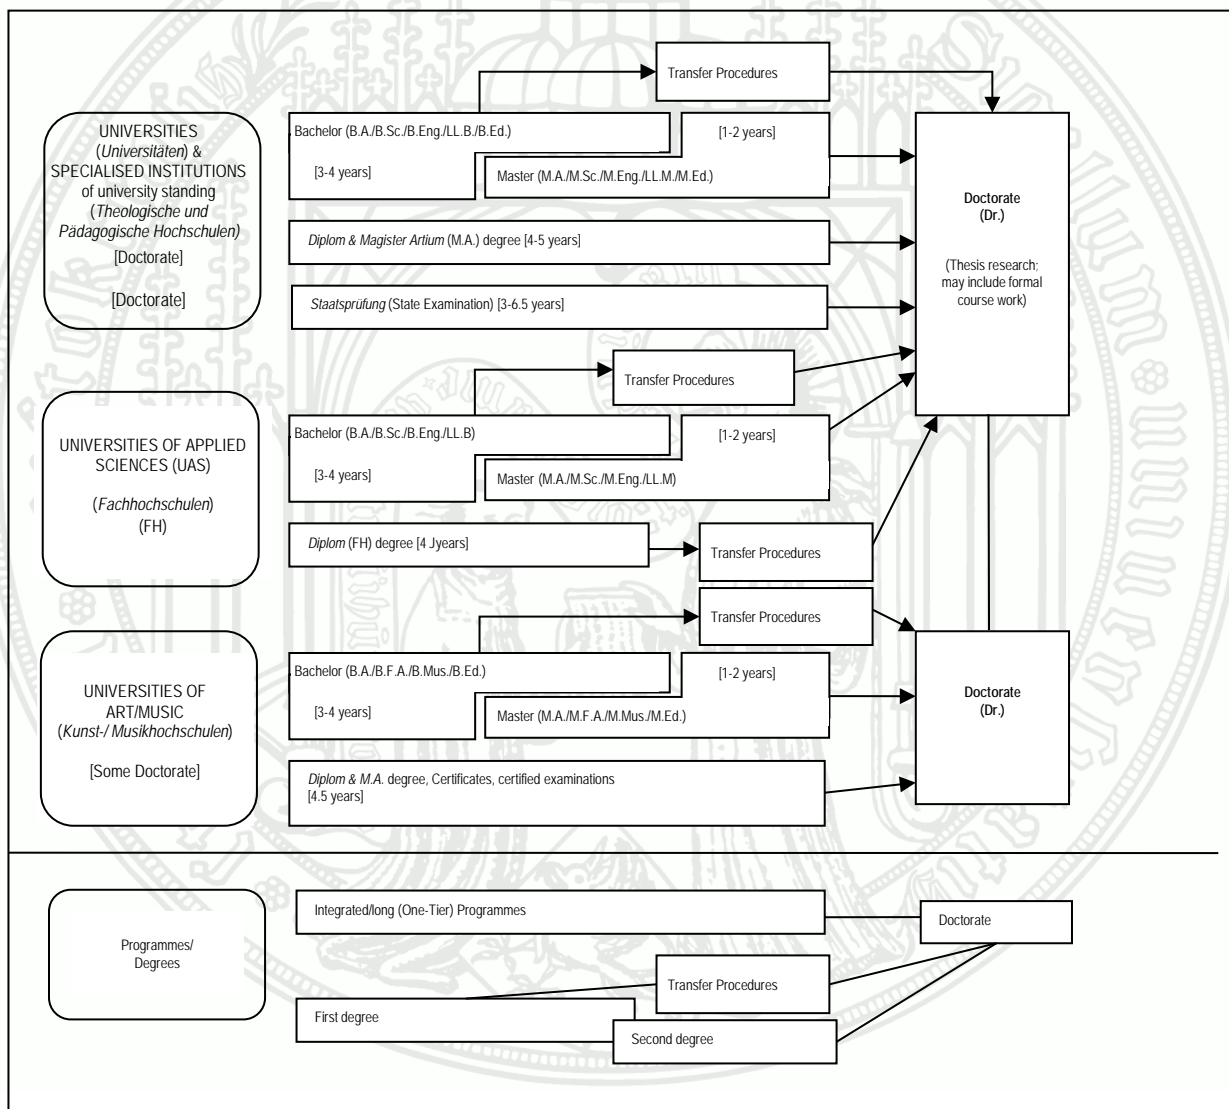 Transfer Procedures
UNIVERSITIES
(Universitäten) &
SPECIALISED INSTITUTIONS
of university standing
(Theologische und
Pädagogische Hochschulen)
[Doctorate]
[Doctorate]
Bachelor (B.A./B.Sc./B.Eng./LL.B./B.Ed.)
[3-4 years]
[1-2 years]
Master (M.A./M.Sc./M.Eng./LL.M./M.Ed.)
Diplom & Magister Artium (M.A.) degree [4-5 years]
Staatsprüfung (State Examination) [3-6.5 years]
Doctorate
(Dr.)
(Thesis research;
may include formal
course work)
Transfer Procedures
UNIVERSITIES OF APPLIED
SCIENCES (UAS)
(Fachhochschulen)
(FH)
Bachelor (B.A./B.Sc./B.Eng./LL.B)
[3-4 years]
[1-2 years]
Master (M.A./M.Sc./M.Eng./LL.M)
Diplom (FH) degree [4 Jyears]
Transfer Procedures
Transfer Procedures
UNIVERSITIES OF
ART/MUSIC
(Kunst-/ Musikhochschulen)
[Some Doctorate]
Bachelor (B.A./B.F.A./B.Mus./B.Ed.)
[3-4 years]
[1-2 years]
Master (M.A./M.F.A./M.Mus./M.Ed.)
Diplom & M.A. degree, Certificates, certified examinations
[4.5 years]
Doctorate
(Dr.)
Programmes/
Degrees
Integrated/long (One-Tier) Programmes
Doctorate
Transfer Procedures
First degree
Second degree